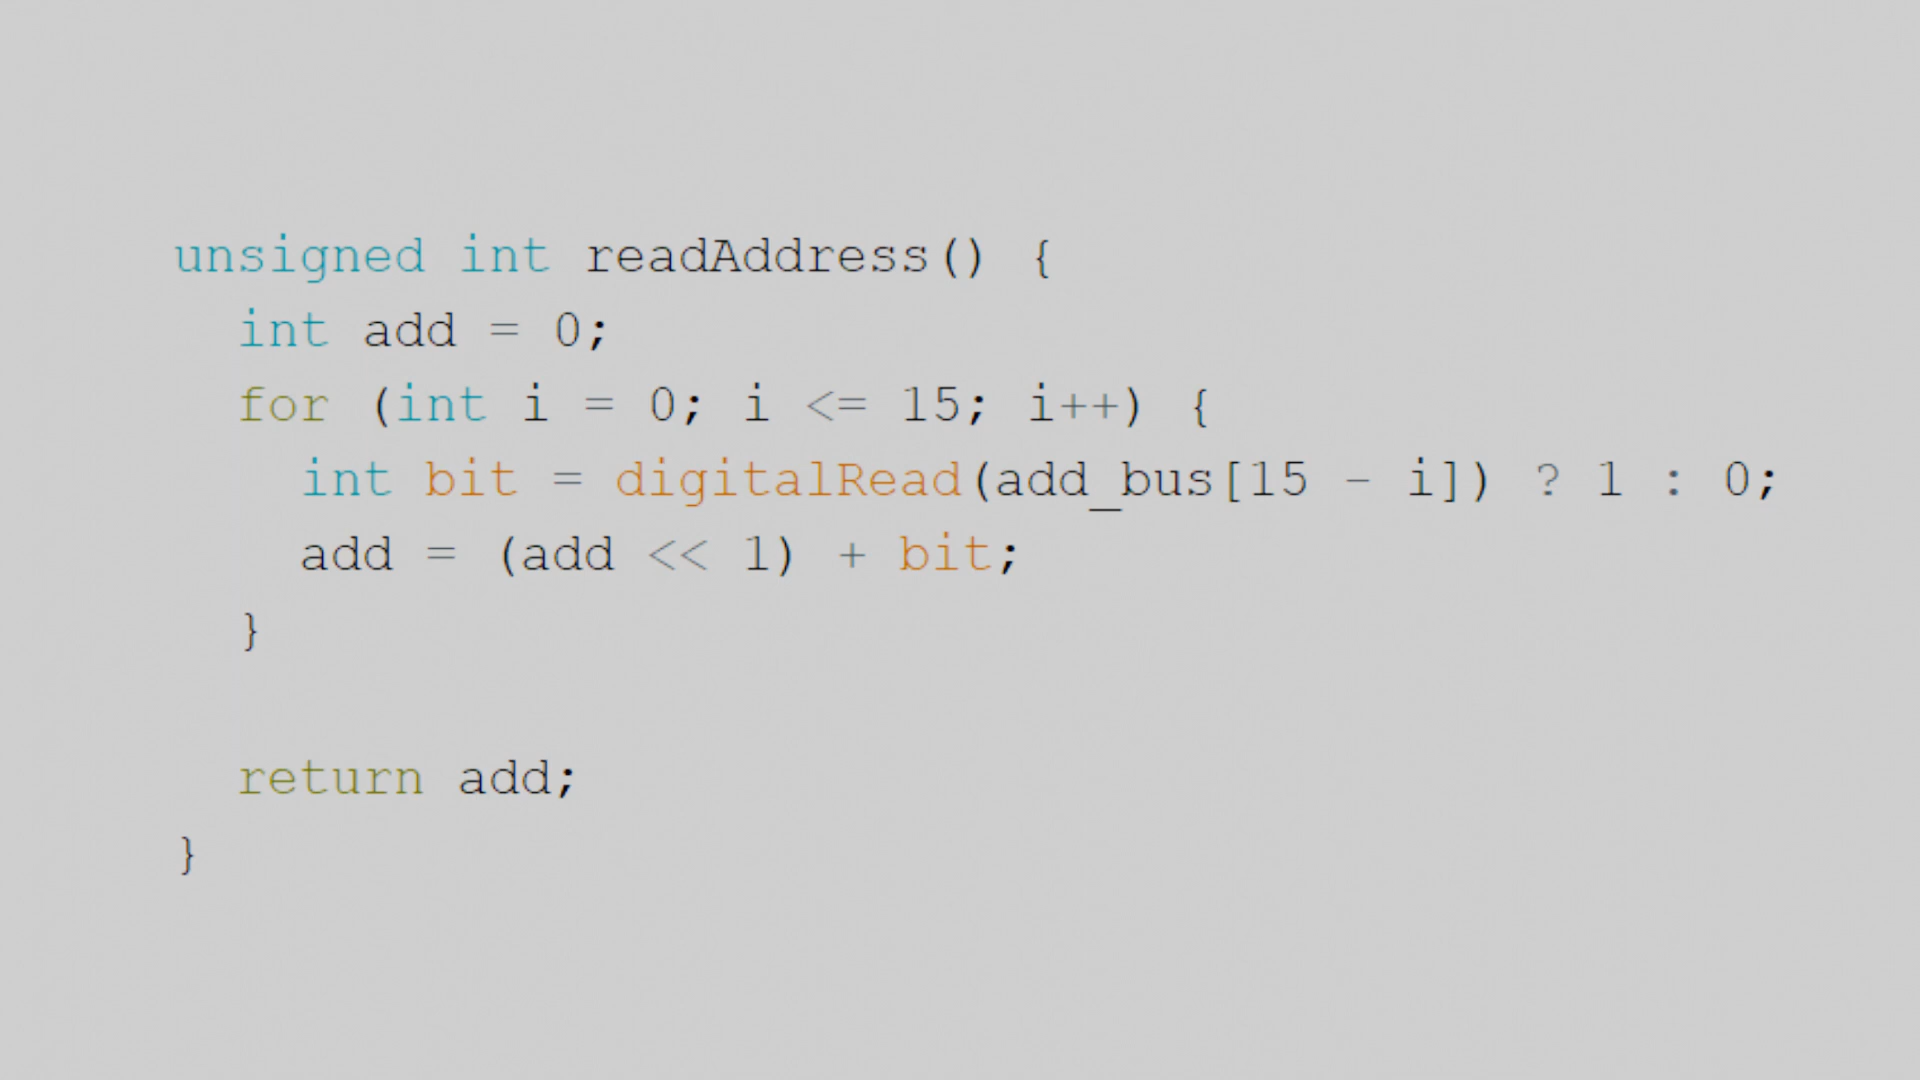 unsigned int readAddress() {
  int add = 0;
  for (int i = 0; i <= 15; i++) {
    int bit = digitalRead(add_bus[15 - i]) ? 1 : 0;
    add = (add << 1) + bit;
  }

  return add;
}